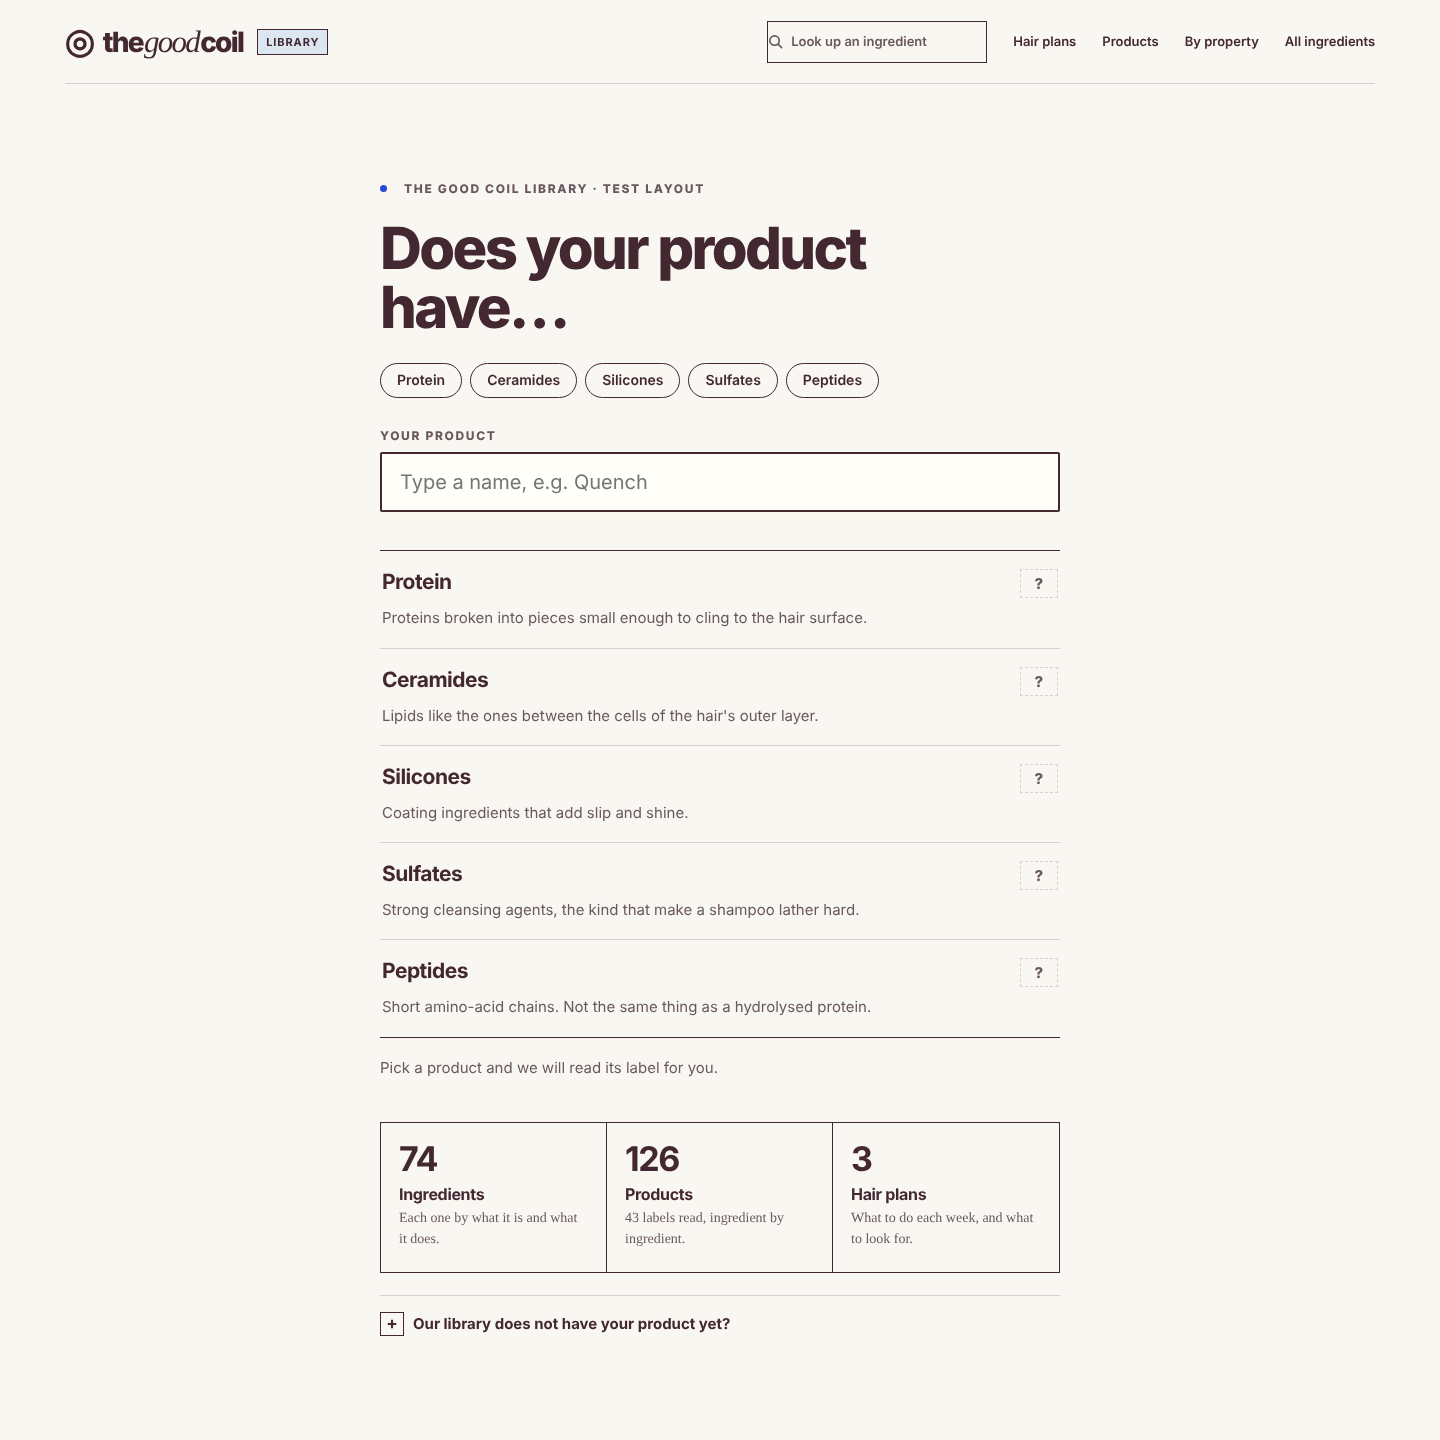 thegoodcoil LIBRARY
Look up an ingredient
Hair plans Products By property All ingredients
THE GOOD COIL LIBRARY · TEST LAYOUT
Does your product
have…
Protein Ceramides Silicones Sulfates Peptides
YOUR PRODUCT
Type a name, e.g. Quench
Protein ?
Proteins broken into pieces small enough to cling to the hair surface.
Ceramides ?
Lipids like the ones between the cells of the hair's outer layer.
Silicones ?
Coating ingredients that add slip and shine.
Sulfates ?
Strong cleansing agents, the kind that make a shampoo lather hard.
Peptides ?
Short amino-acid chains. Not the same thing as a hydrolysed protein.
Pick a product and we will read its label for you.
74
Ingredients
Each one by what it is and what
it does.
126
Products
43 labels read, ingredient by
ingredient.
3
Hair plans
What to do each week, and what
to look for.
+ Our library does not have your product yet?